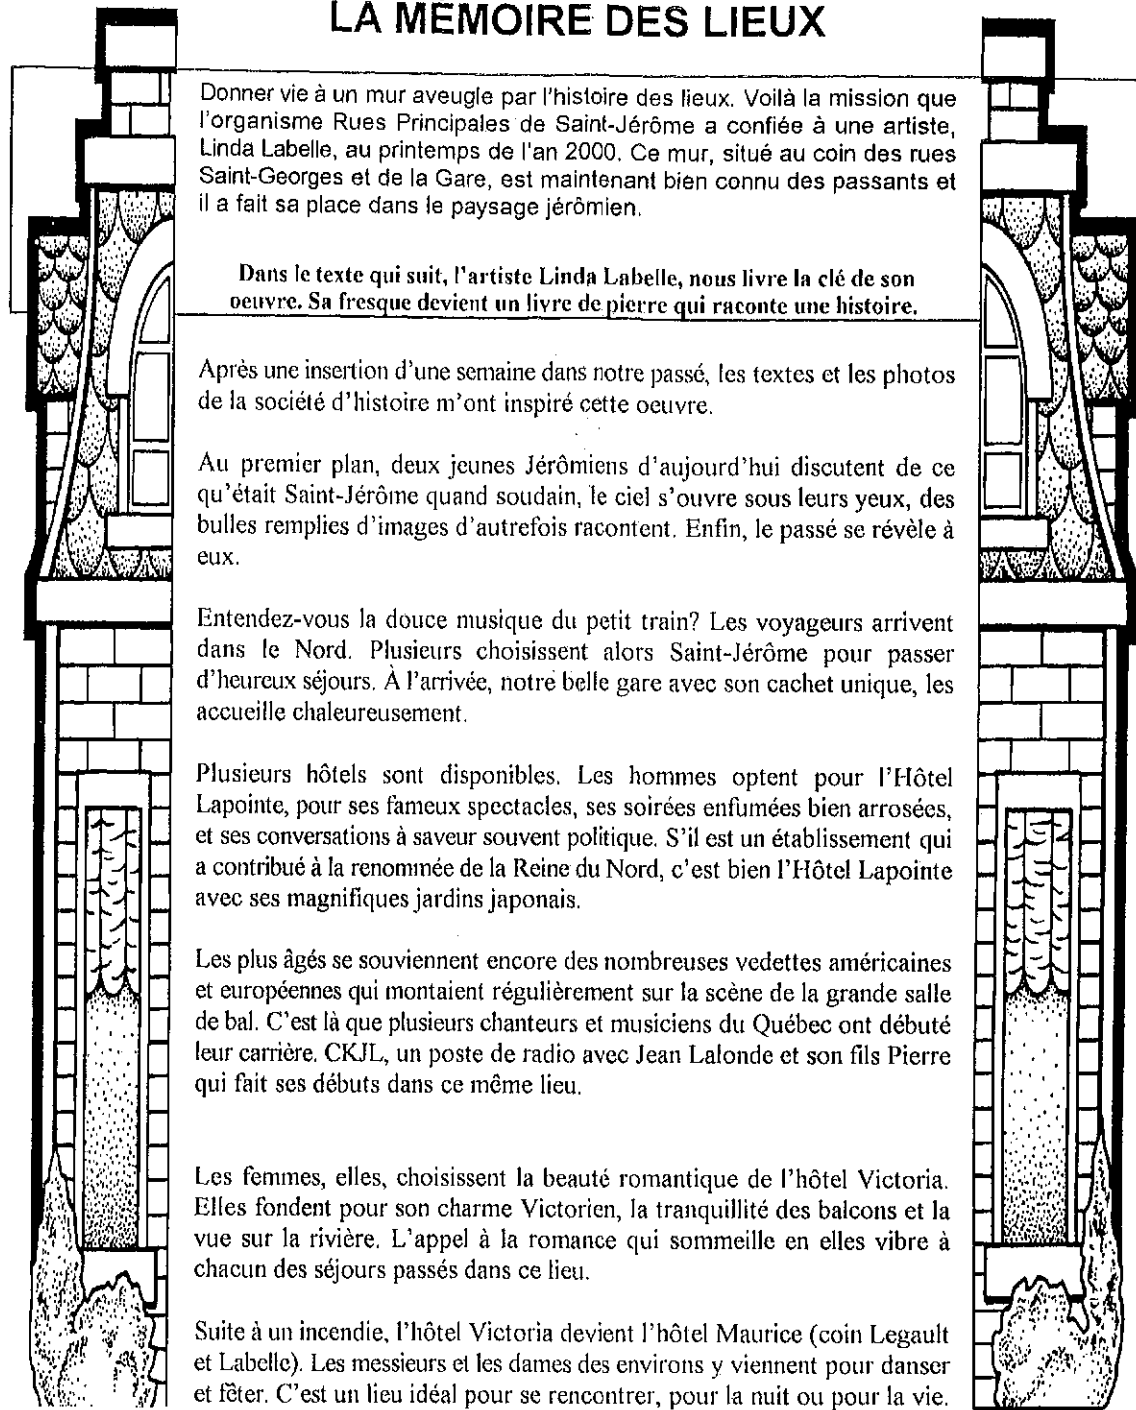 LA MÉMOIRE DES LIEUX
Donner vie à un mur aveugle par l'histoire des lieux. Voilà la mission que
l'organisme Rues Principales de Saint-Jérôme a confiée à une artiste,
Linda Labelle, au printemps de l'an 2000. Ce mur, situé au coin des rues
Saint-Georges et de la Gare, est maintenant bien connu des passants et
il a fait sa place dans le paysage jérômien.
Dans le texte qui suit, l'artiste Linda Labelle, nous livre la clé de son
oeuvre. Sa fresque devient un livre de pierre qui raconte une histoire.
Après une insertion d'une semaine dans notre passé, les textes et les photos
de la société d'histoire m'ont inspiré cette oeuvre.
Au premier plan, deux jeunes Jérômiens d'aujourd'hui discutent de ce
qu'était Saint-Jérôme quand soudain, le ciel s'ouvre sous leurs yeux, des
bulles remplies d'images d'autrefois racontent. Enfin, le passé se révèle à
eux.
Entendez-vous la douce musique du petit train? Les voyageurs arrivent
dans le Nord. Plusieurs choisissent alors Saint-Jérôme pour passer
d'heureux séjours. À l'arrivée, notre belle gare avec son cachet unique, les
accueille chaleureusement.
Plusieurs hôtels sont disponibles. Les hommes optent pour l'Hôtel
Lapointe, pour ses fameux spectacles, ses soirées enfumées bien arrosées,
et ses conversations à saveur souvent politique. S'il est un établissement qui
a contribué à la renommée de la Reine du Nord, c'est bien l'Hôtel Lapointe
avec ses magnifiques jardins japonais.
Les plus âgés se souviennent encore des nombreuses vedettes américaines
et européennes qui montaient régulièrement sur la scène de la grande salle
de bal. C'est là que plusieurs chanteurs et musiciens du Québec ont débuté
leur carrière. CKJL, un poste de radio avec Jean Lalonde et son fils Pierre
qui fait ses débuts dans ce même lieu.
Les femmes, elles, choisissent la beauté romantique de l'hôtel Victoria.
Elles fondent pour son charme Victorien, la tranquillité des balcons et la
vue sur la rivière. L'appel à la romance qui sommeille en elles vibre à
chacun des séjours passés dans ce lieu.
Suite à un incendie, l'hôtel Victoria devient l'hôtel Maurice (coin Legault
et Labelle). Les messieurs et les dames des environs y viennent pour danser
et fêter. C'est un lieu idéal pour se rencontrer, pour la nuit ou pour la vie.